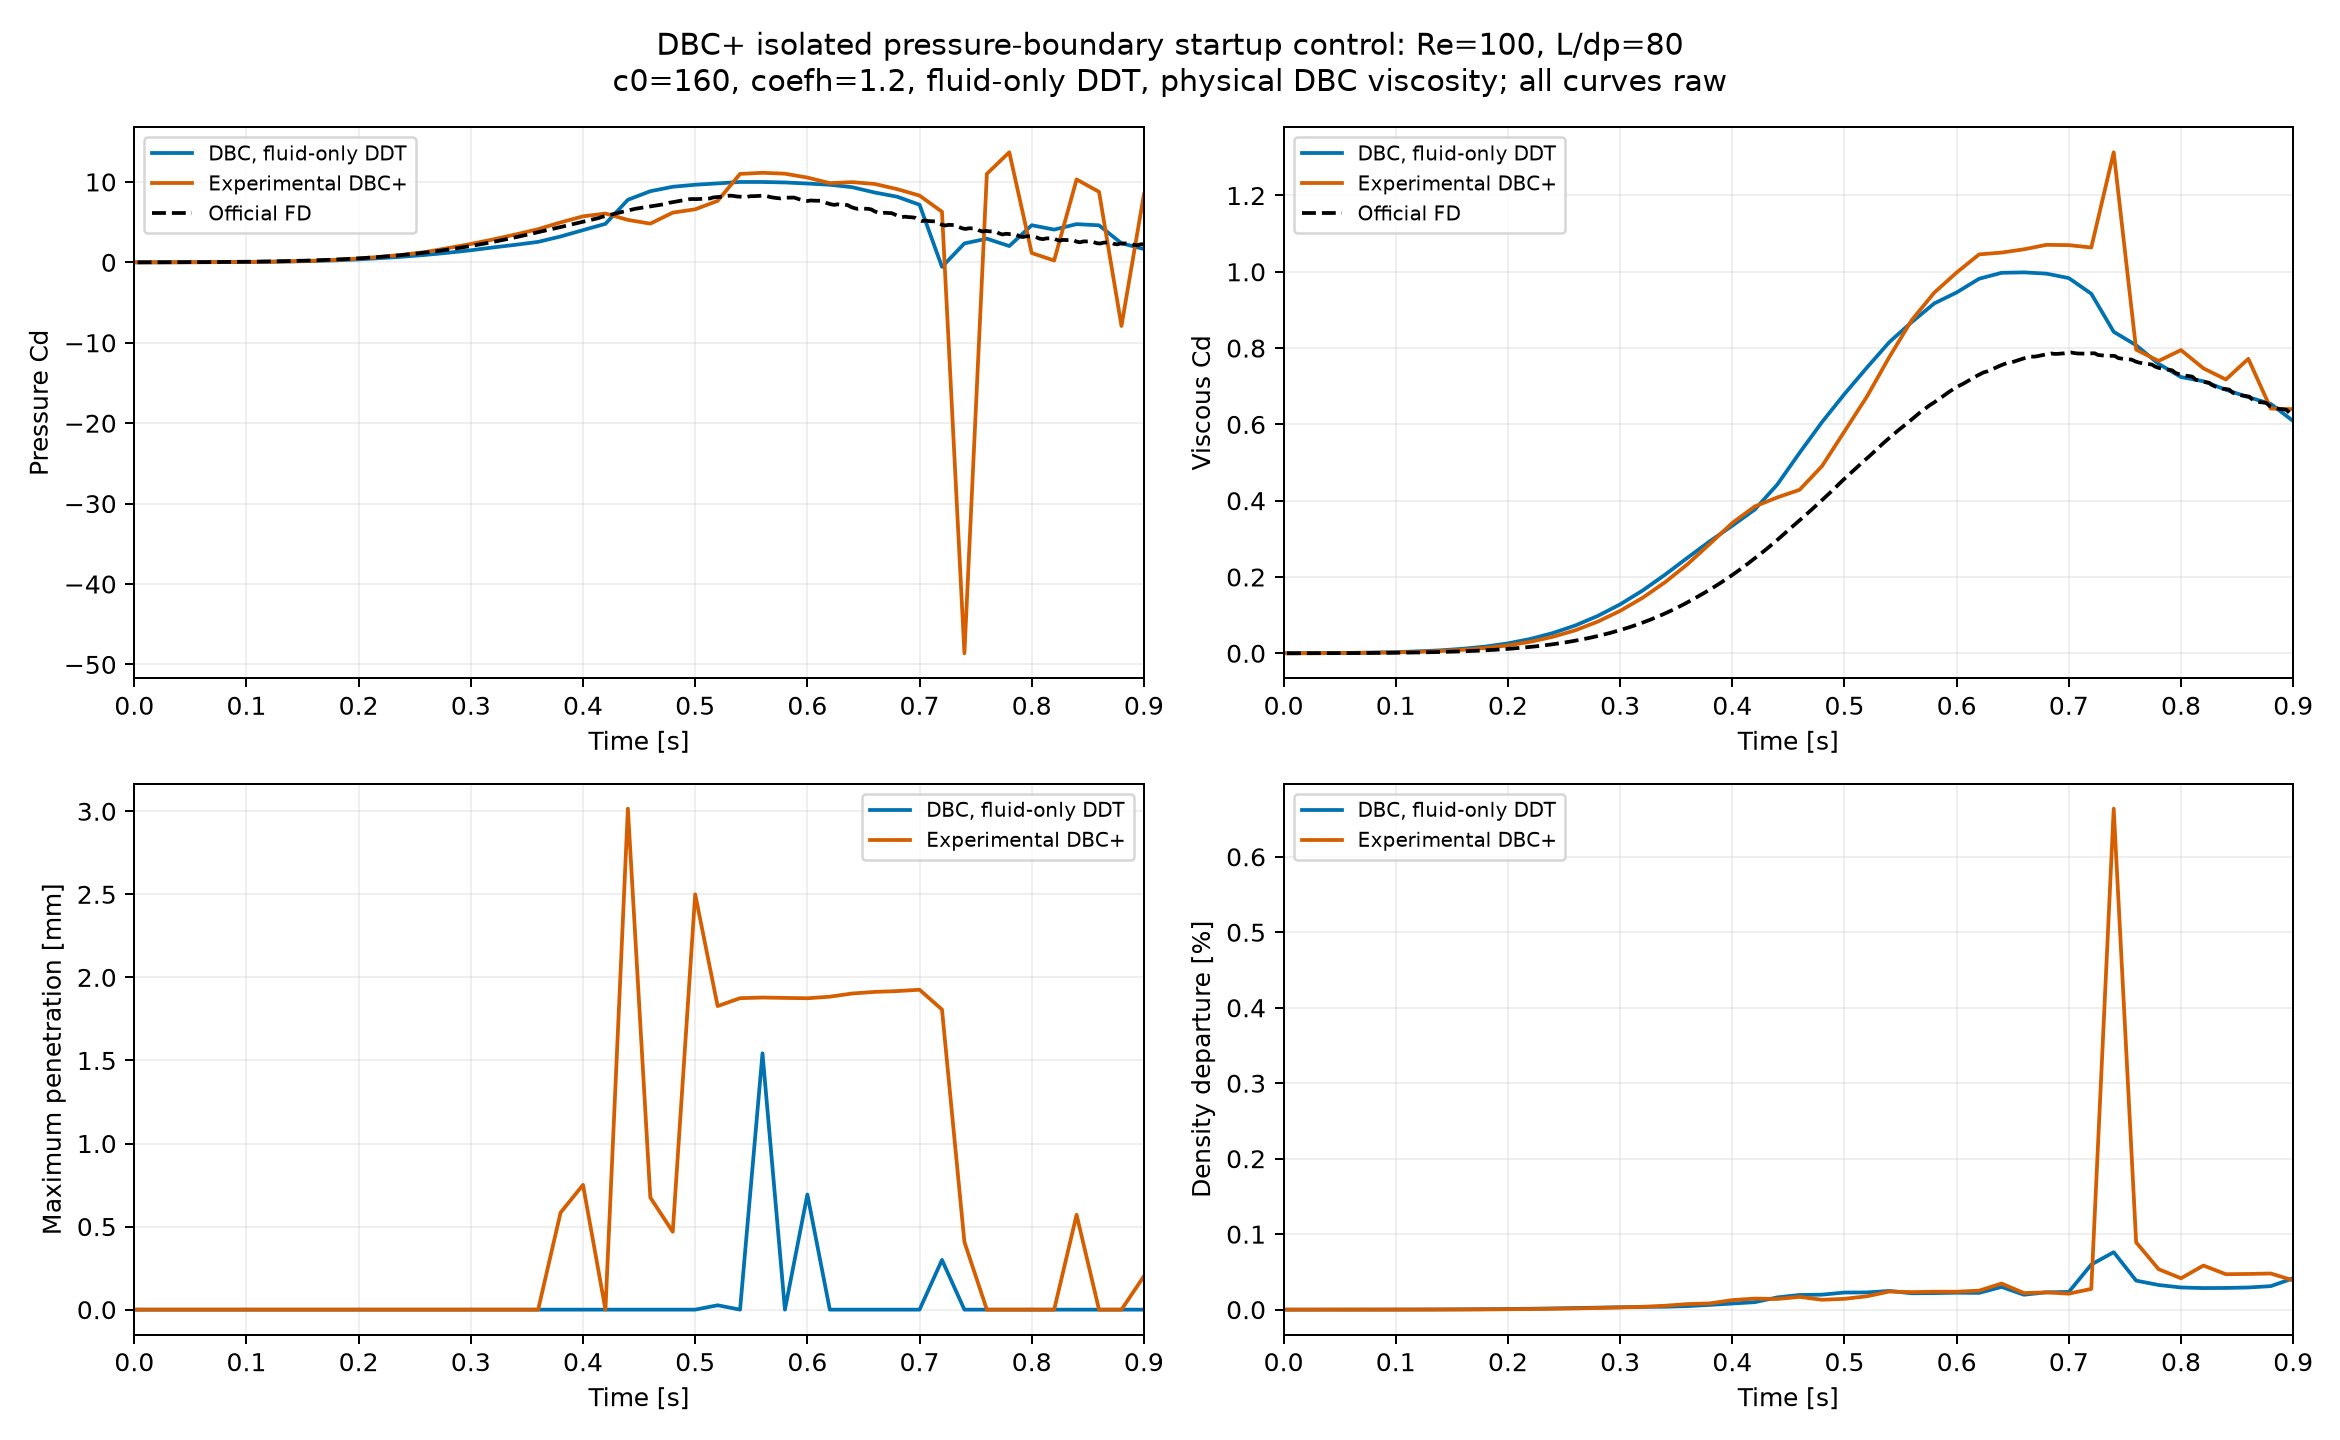 DBC+ isolated pressure-boundary startup control: Re=100, L/dp=80
c0=160, coefh=1.2, fluid-only DDT, physical DBC viscosity; all curves raw
DBC, fluid-only DDT
Experimental DBC+
Official FD
Pressure Cd
10
0
−10
−20
−30
−40
−50
0.0 0.1 0.2 0.3 0.4 0.5 0.6 0.7 0.8 0.9
Time [s]
DBC, fluid-only DDT
Experimental DBC+
Official FD
Viscous Cd
1.2
1.0
0.8
0.6
0.4
0.2
0.0
0.0 0.1 0.2 0.3 0.4 0.5 0.6 0.7 0.8 0.9
Time [s]
DBC, fluid-only DDT
Experimental DBC+
Maximum penetration [mm]
3.0
2.5
2.0
1.5
1.0
0.5
0.0
0.0 0.1 0.2 0.3 0.4 0.5 0.6 0.7 0.8 0.9
Time [s]
DBC, fluid-only DDT
Experimental DBC+
Density departure [%]
0.6
0.5
0.4
0.3
0.2
0.1
0.0
0.0 0.1 0.2 0.3 0.4 0.5 0.6 0.7 0.8 0.9
Time [s]